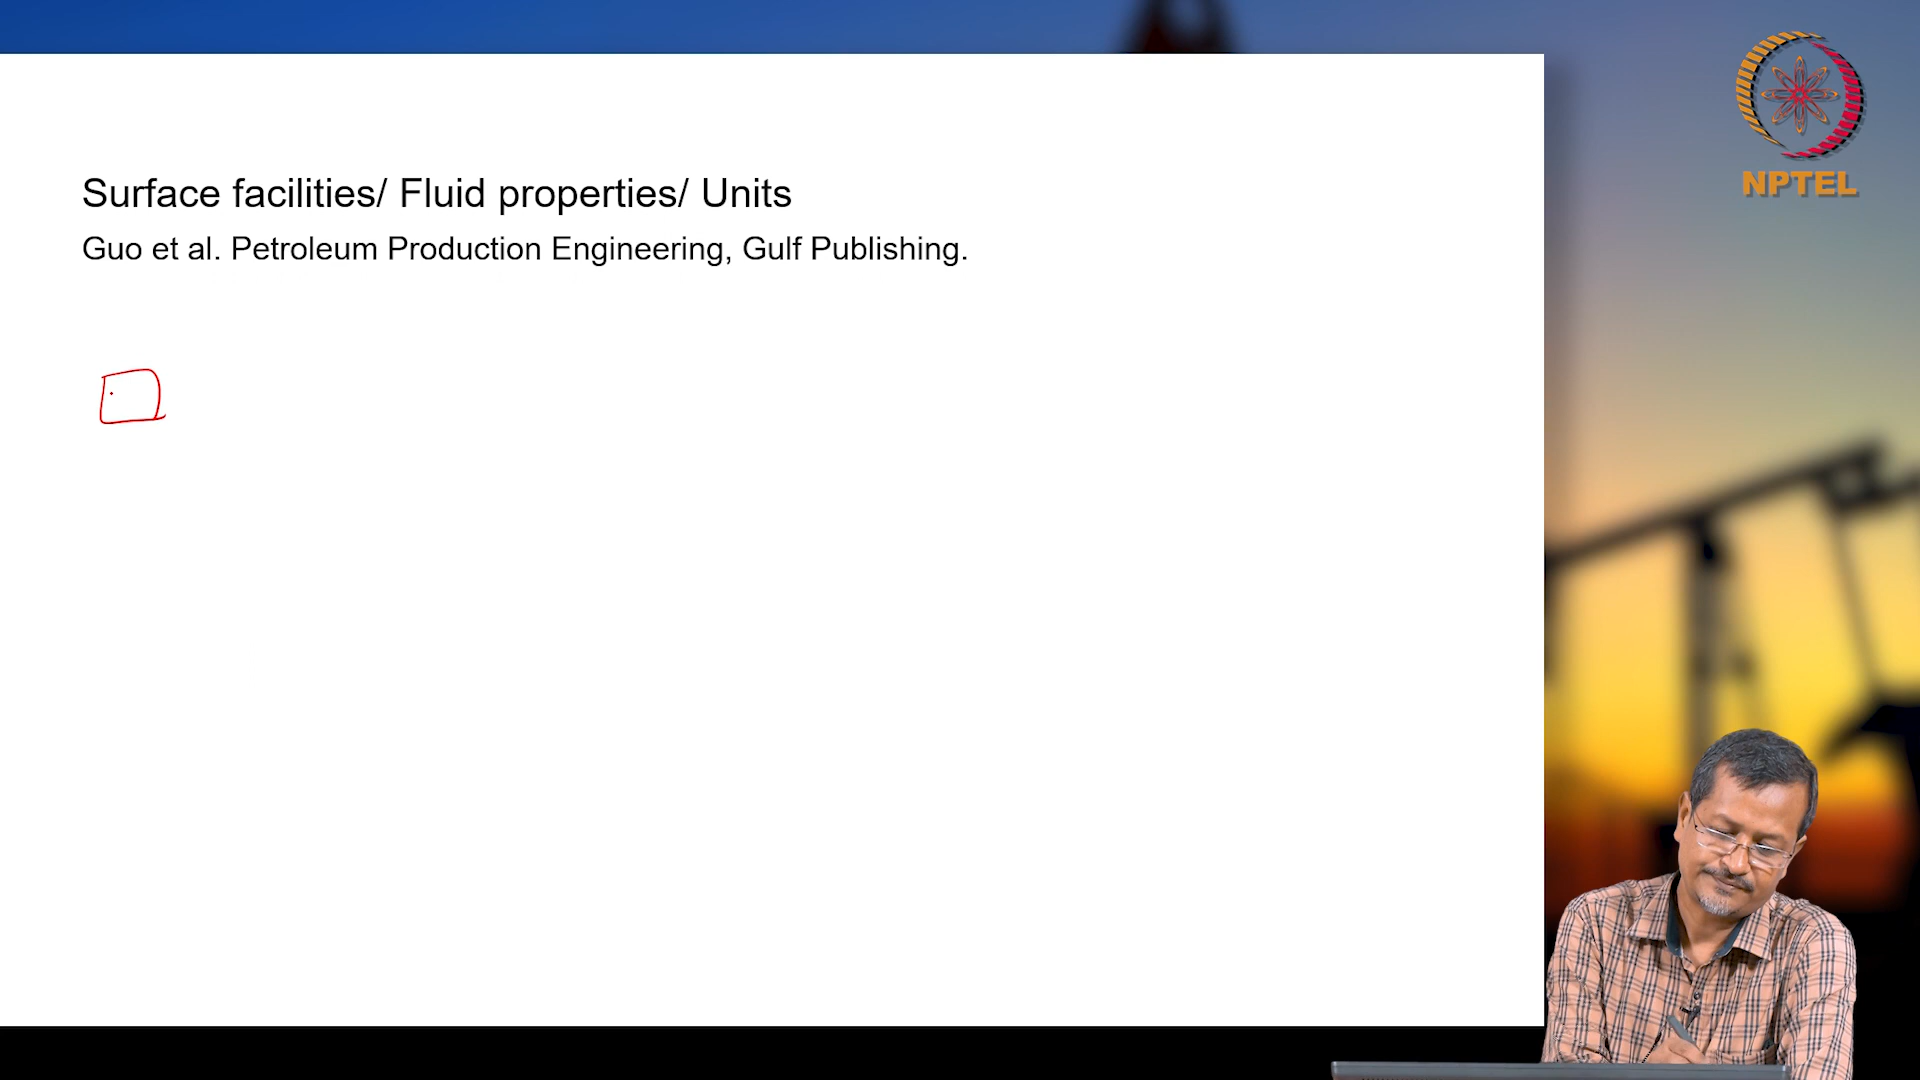 Surface facilities/ Fluid properties/ Units
Guo et al. Petroleum Production Engineering, Gulf Publishing.
NPTEL